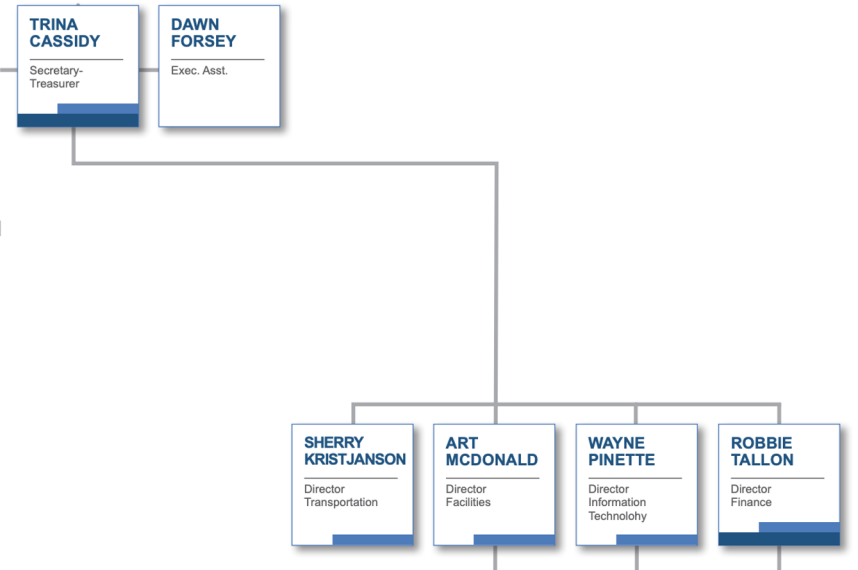 TRINA
CASSIDY
Secretary-
Treasurer
DAWN
FORSEY
Exec. Asst.
SHERRY
KRISTJANSON
Director
Transportation
ART
MCDONALD
Director
Facilities
WAYNE
PINETTE
Director
Information
Technolohy
ROBBIE
TALLON
Director
Finance